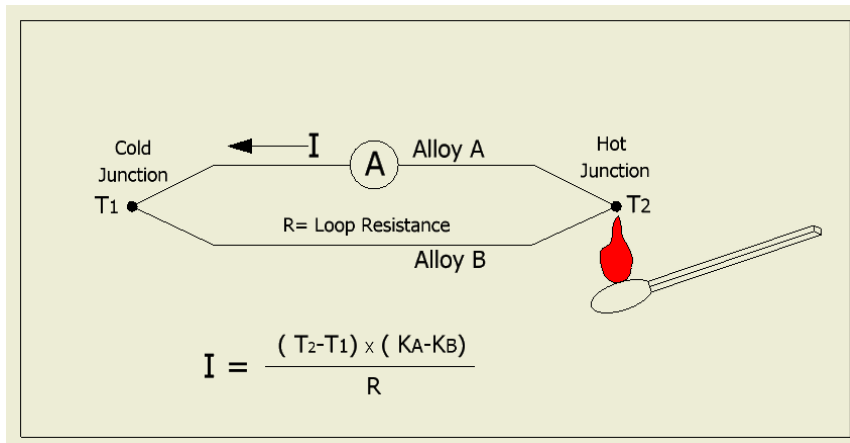 Cold
Junction
I
A
Alloy A
Hot
Junction
T1
T2
R= Loop Resistance
Alloy B
I = ( T2-T1) x ( KA-KB)
R